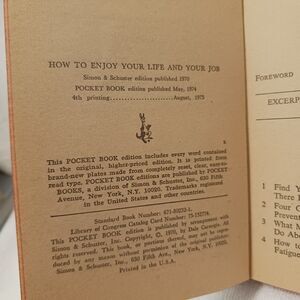 HOW TO ENJOY YOUR LIFE AND YOUR JOB
Simon & Schuster edition published 1970
POCKET BOOK edition published May, 1974
4th printing....................August, 1975
This POCKET BOOK edition includes every word contained
in the original, higher-priced edition. It is printed from
brand-new plates made from completely reset, clear, easy-to-
read type. POCKET BOOK editions are published by POCKET
BOOKS, a division of Simon & Schuster, Inc., 630 Fifth
Avenue, New York, N.Y. 10020. Trademarks registered
in the United States and other countries.
Standard Book Number: 671-80252-1.
Library of Congress Catalog Card Number:
This POCKET BOOK edition is published by arrangement with
Simon & Schuster, Inc. Copyright, ©, 1970, by Dale Carnegie. All
rights reserved. This book, or portions thereof, may not be repro-
duced by any means without permission of the original publisher:
Simon & Schuster, Inc., 630 Fifth Avenue, New York, N.Y. 10020.
Printed in the U.S.A.
FOREWORD
EXCERP
1 Find Y
There I
2 Four G
Prevent
3 What M
Do Abo
4 How to
Fatigue